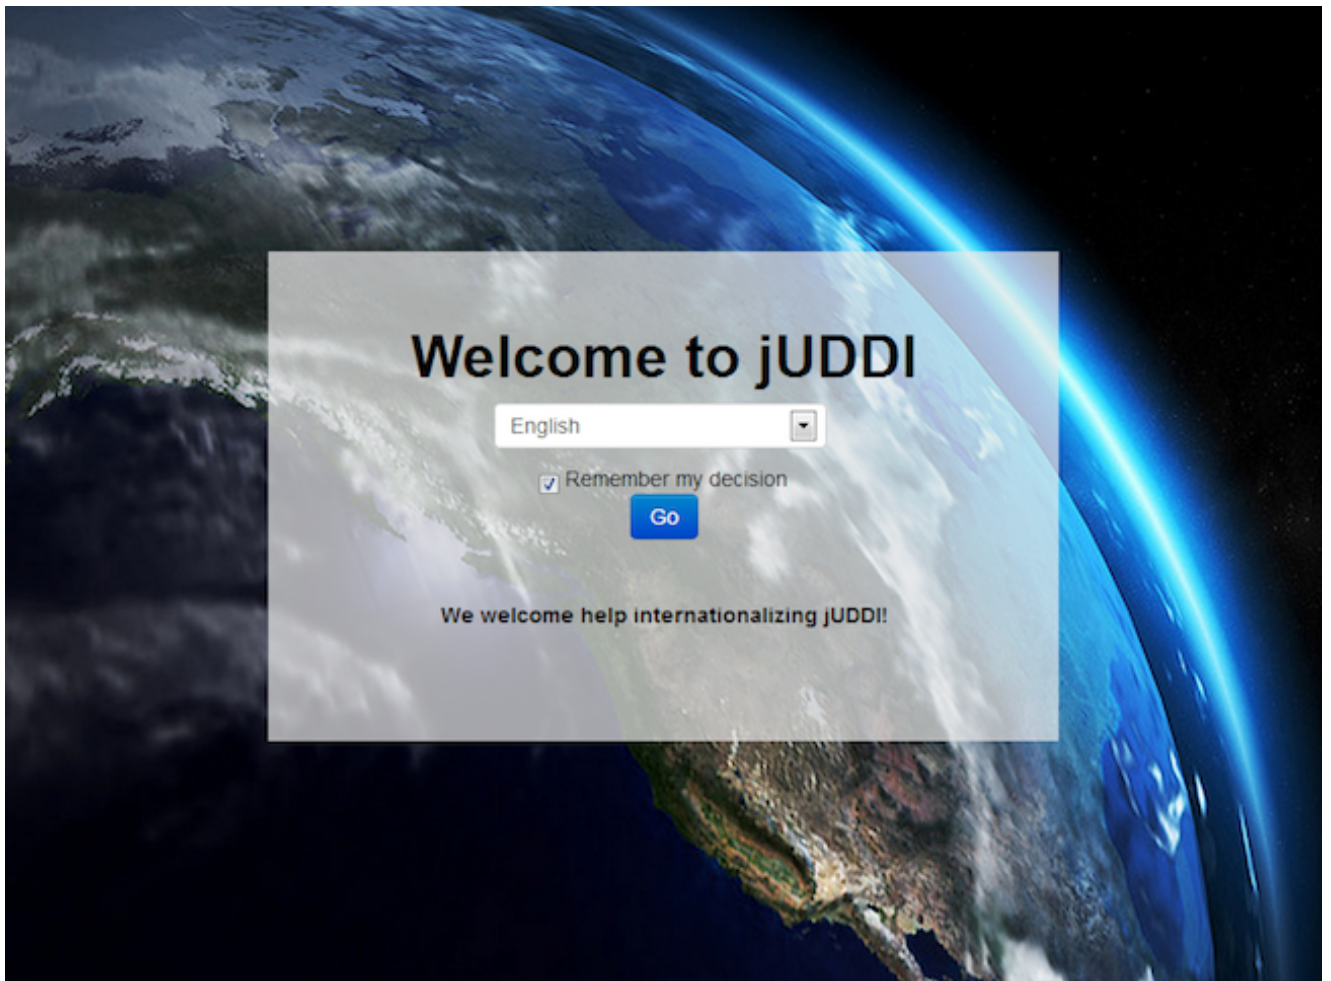 Welcome to jUDDI
English
Remember my decision
Go
We welcome help internationalizing jUDDI!